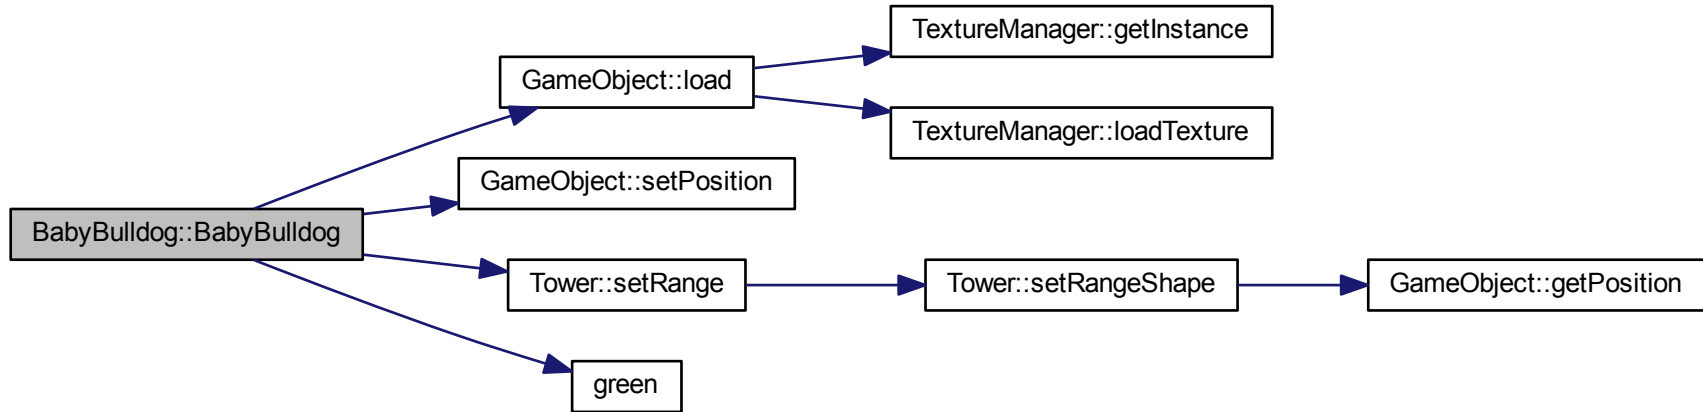 TextureManager::getInstance
GameObject::load
TextureManager::loadTexture
GameObject::setPosition
BabyBulldog::BabyBulldog
Tower::setRange
Tower::setRangeShape
GameObject::getPosition
green